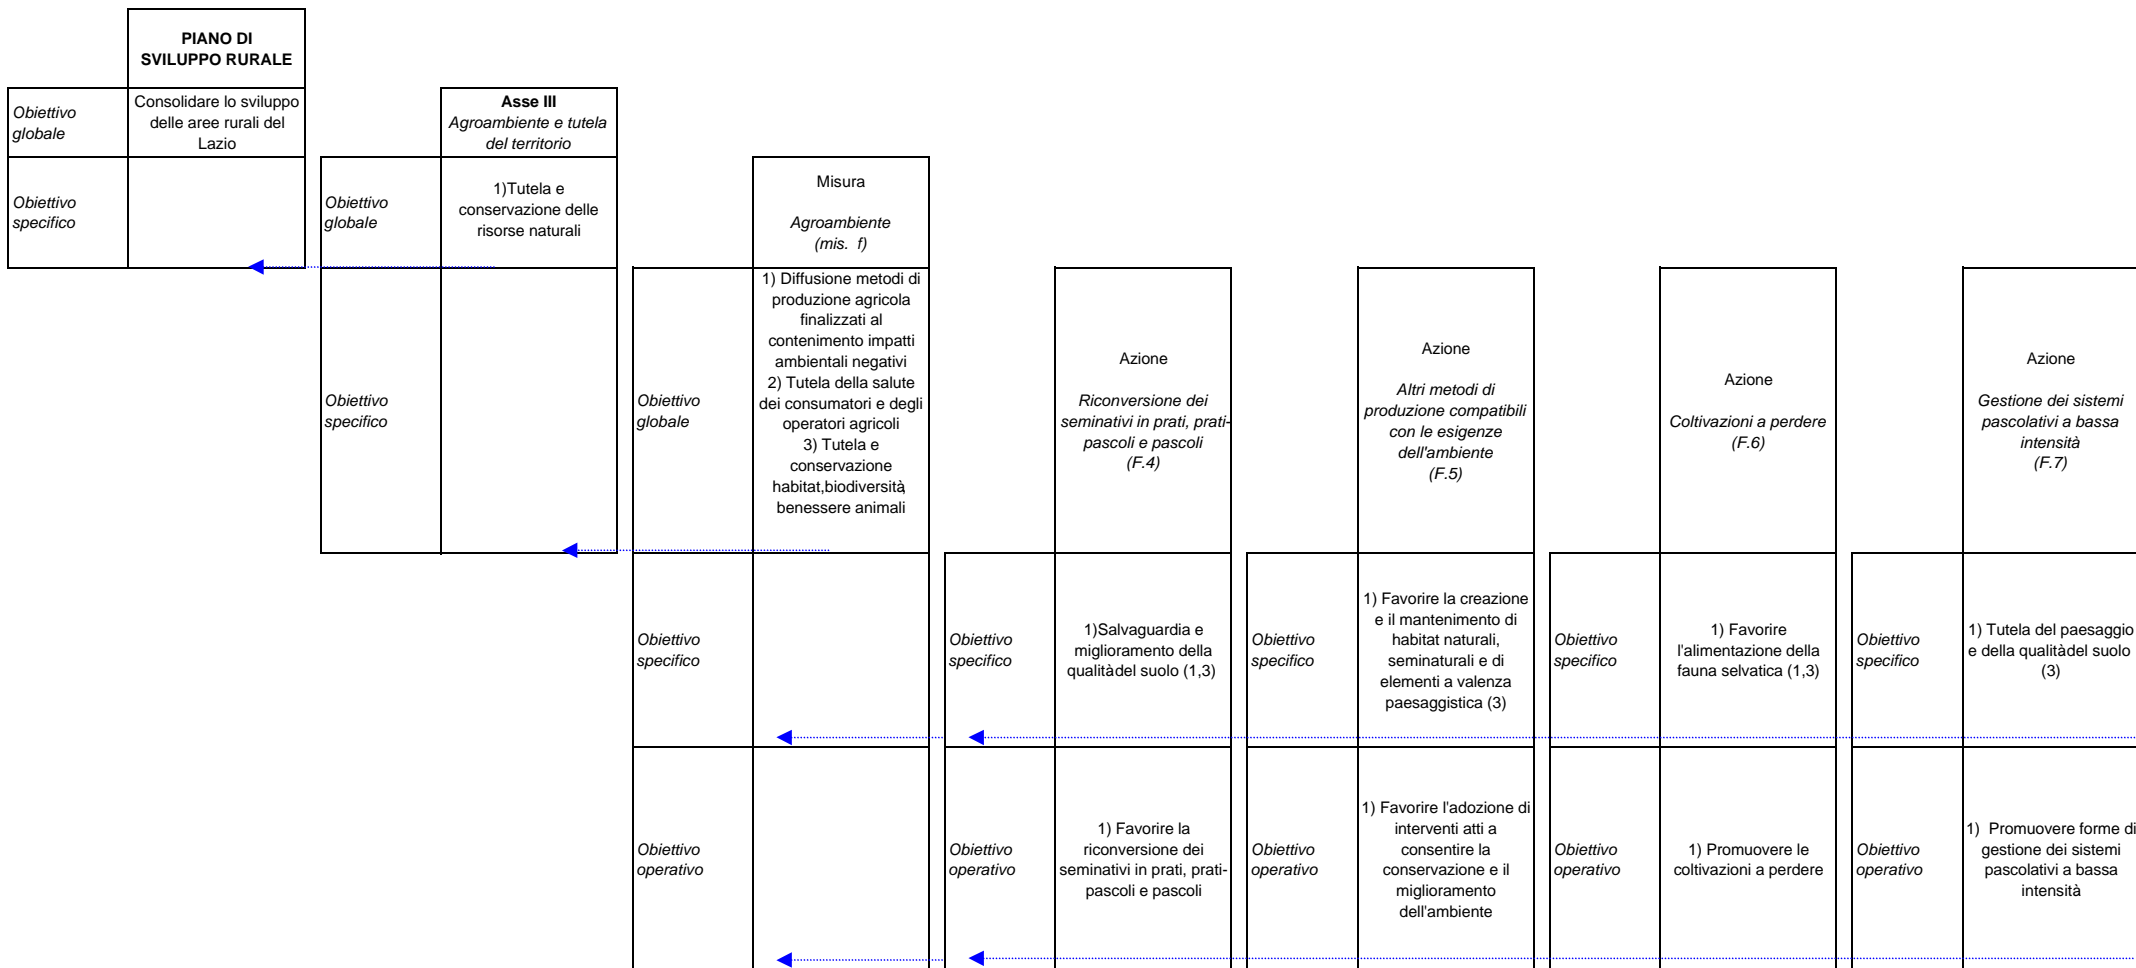 PIANO DI
SVILUPPO RURALE
Obiettivo
globale
Consolidare lo sviluppo
delle aree rurali del
Lazio
Obiettivo
specifico
Asse III
Agroambiente e tutela
del territorio
Obiettivo
globale
1)Tutela e
conservazione delle
risorse naturali
Obiettivo
specifico
Misura
Agroambiente
(mis. f)
Obiettivo
globale
1) Diffusione metodi di
produzione agricola
finalizzati al
contenimento impatti
ambientali negativi
2) Tutela della salute
dei consumatori e degli
operatori agricoli
3) Tutela e
conservazione
habitat,biodiversità,
benessere animali
Obiettivo
specifico
Obiettivo
operativo
Azione
Riconversione dei
seminativi in prati, prati-
pascoli e pascoli
(F.4)
Obiettivo
specifico
1)Salvaguardia e
miglioramento della
qualità del suolo (1,3)
Obiettivo
operativo
1) Favorire la
riconversione dei
seminativi in prati, prati-
pascoli e pascoli
Azione
Altri metodi di
produzione compatibili
con le esigenze
dell'ambiente
(F.5)
Obiettivo
specifico
1) Favorire la creazione
e il mantenimento di
habitat naturali,
seminaturali e di
elementi a valenza
paesaggistica (3)
Obiettivo
operativo
1) Favorire l'adozione di
interventi atti a
consentire la
conservazione e il
miglioramento
dell'ambiente
Azione
Coltivazioni a perdere
(F.6)
Obiettivo
specifico
1) Favorire
l'alimentazione della
fauna selvatica (1,3)
Obiettivo
operativo
1) Promuovere le
coltivazioni a perdere
Azione
Gestione dei sistemi
pascolativi a bassa
intensità
(F.7)
Obiettivo
specifico
1) Tutela del paesaggio
e della qualità del suolo
(3)
Obiettivo
operativo
1) Promuovere forme di
gestione dei sistemi
pascolativi a bassa
intensità